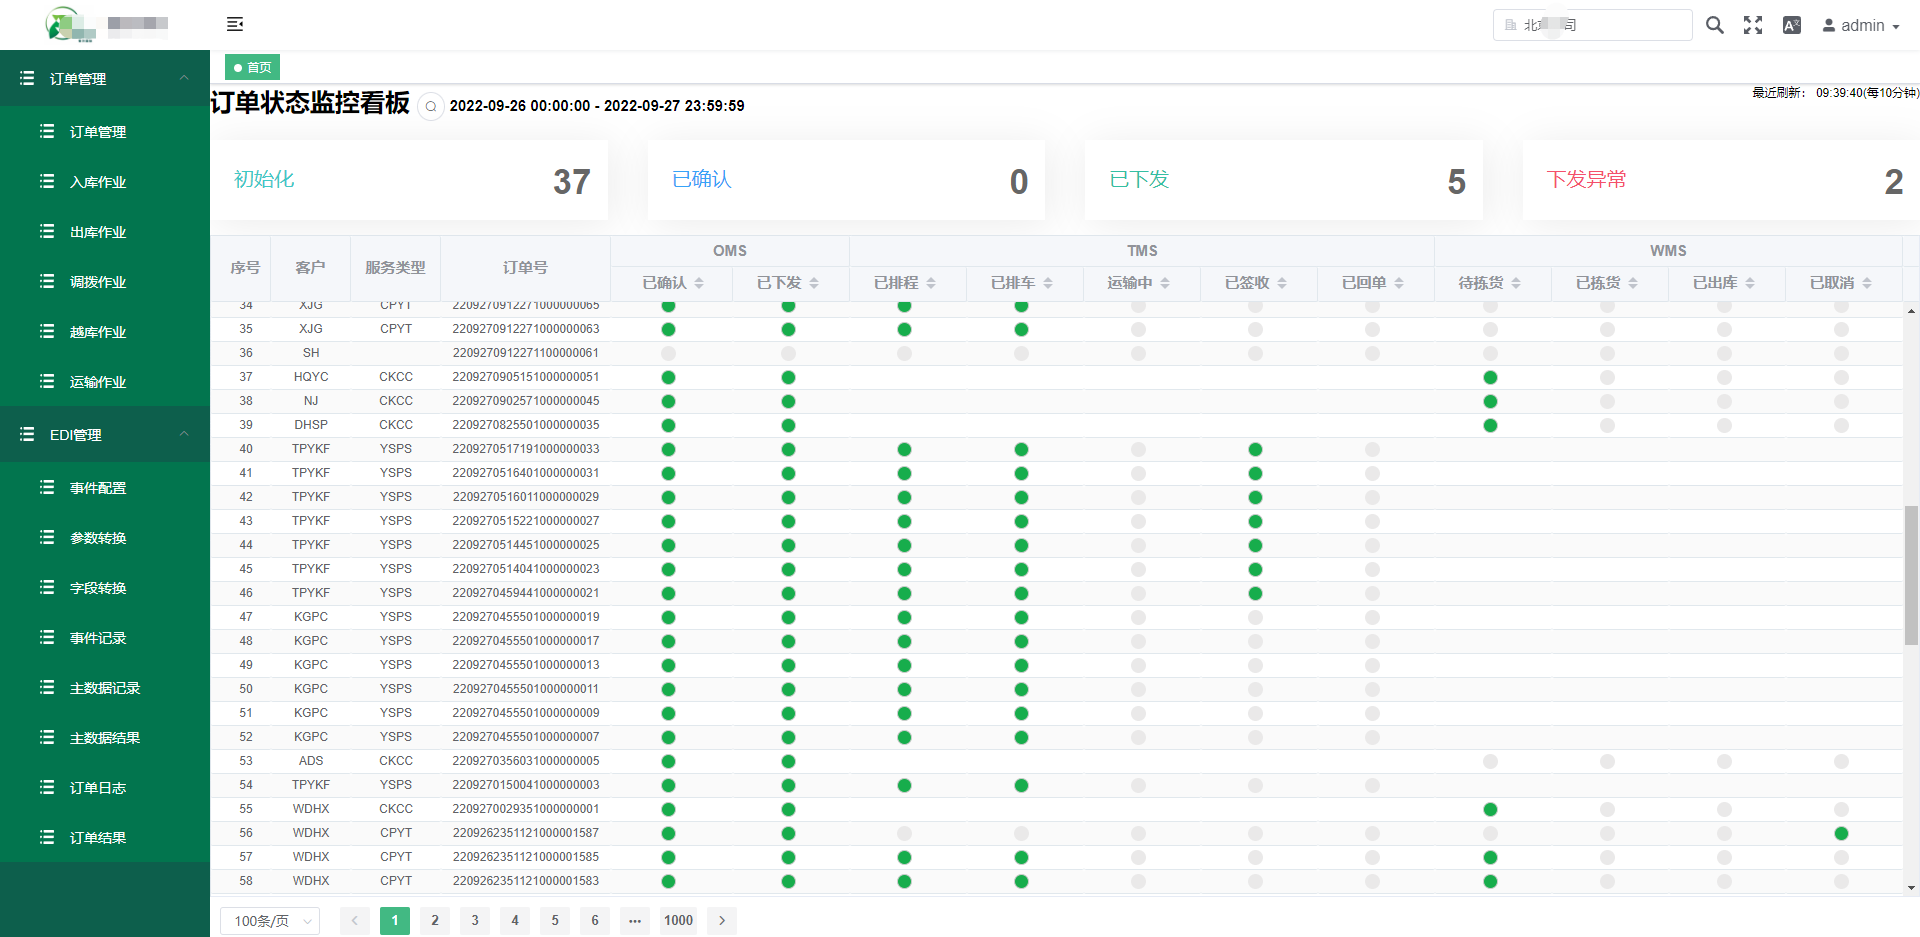 北 司
admin
订单管理
订单管理
入库作业
出库作业
调拨作业
越库作业
运输作业
EDI管理
事件配置
参数转换
字段转换
事件记录
主数据记录
主数据结果
订单日志
订单结果
首页
订单状态监控看板 2022-09-26 00:00:00 - 2022-09-27 23:59:59
最近刷新： 09:39:40(每10分钟)
初始化 37
已确认 0
已下发 5
下发异常 2
序号 客户 服务类型 订单号 OMS TMS WMS
已确认 已下发 已排程 已排车 运输中 已签收 已回单 待拣货 已拣货 已出库 已取消
34 XJG CPYT 2209270912271000000065
35 XJG CPYT 2209270912271000000063
36 SH 2209270912271100000061
37 HQYC CKCC 2209270905151000000051
38 NJ CKCC 2209270902571000000045
39 DHSP CKCC 2209270825501000000035
40 TPYKF YSPS 2209270517191000000033
41 TPYKF YSPS 2209270516401000000031
42 TPYKF YSPS 2209270516011000000029
43 TPYKF YSPS 2209270515221000000027
44 TPYKF YSPS 2209270514451000000025
45 TPYKF YSPS 2209270514041000000023
46 TPYKF YSPS 2209270459441000000021
47 KGPC YSPS 2209270455501000000019
48 KGPC YSPS 2209270455501000000017
49 KGPC YSPS 2209270455501000000013
50 KGPC YSPS 2209270455501000000011
51 KGPC YSPS 2209270455501000000009
52 KGPC YSPS 2209270455501000000007
53 ADS CKCC 2209270356031000000005
54 TPYKF YSPS 2209270150041000000003
55 WDHX CKCC 2209270029351000000001
56 WDHX CPYT 2209262351121000001587
57 WDHX CPYT 2209262351121000001585
58 WDHX CPYT 2209262351121000001583
100条/页 1 2 3 4 5 6 ... 1000